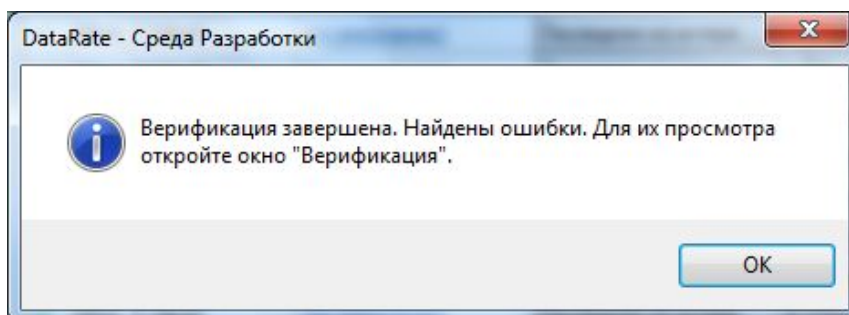 DataRate - Среда Разработки
Верификация завершена. Найдены ошибки. Для их просмотра
откройте окно "Верификация".
OK